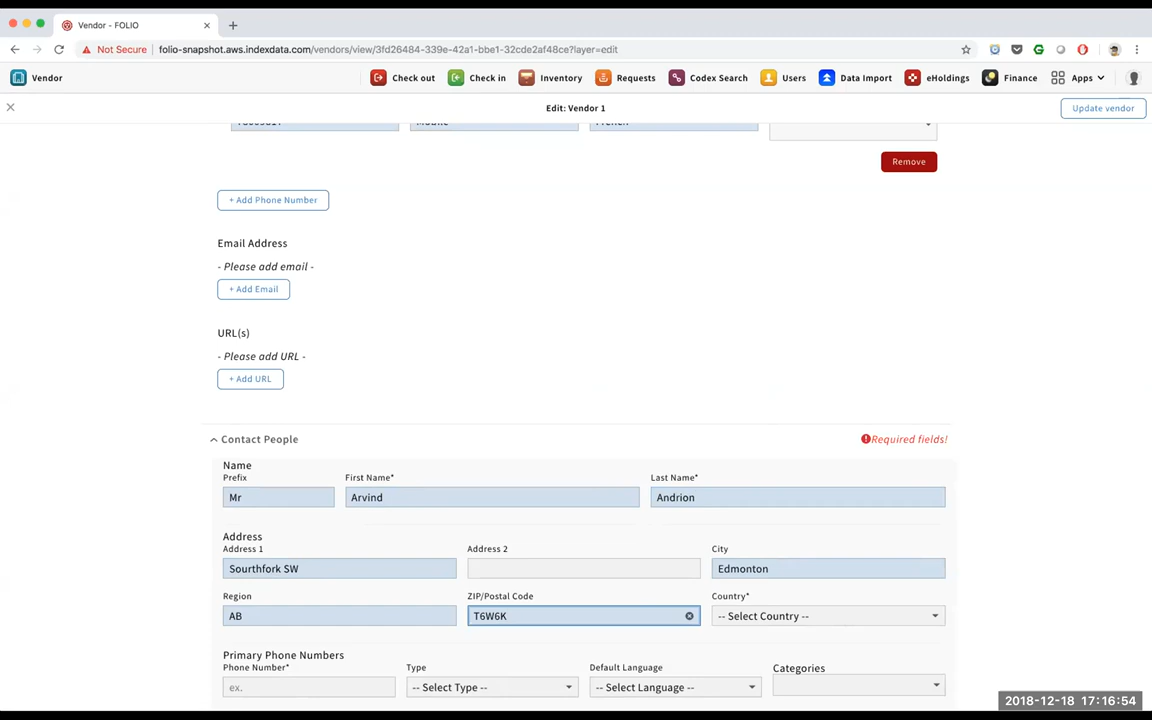 Vendor - FOLIO
Not Secure folio-snapshot.aws.indexdata.com/vendors/view/3fd26484-339e-42a1-bbe1-32cde2af48ce?layer=edit
Vendor Check out Check in Inventory Requests Codex Search Users Data Import eHoldings Finance Apps
Edit: Vendor 1 Update vendor
French
Remove
+ Add Phone Number
Email Address
- Please add email -
+ Add Email
URL(s)
- Please add URL -
+ Add URL
Contact People Required fields!
Name
Prefix First Name* Last Name*
Mr Arvind Andrion
Address
Address 1 Address 2 City
Sourthfork SW Edmonton
Region ZIP/Postal Code Country*
AB T6W6K -- Select Country --
Primary Phone Numbers
Phone Number* Type Default Language Categories
ex. -- Select Type -- -- Select Language --
2018-12-18 17:16:54